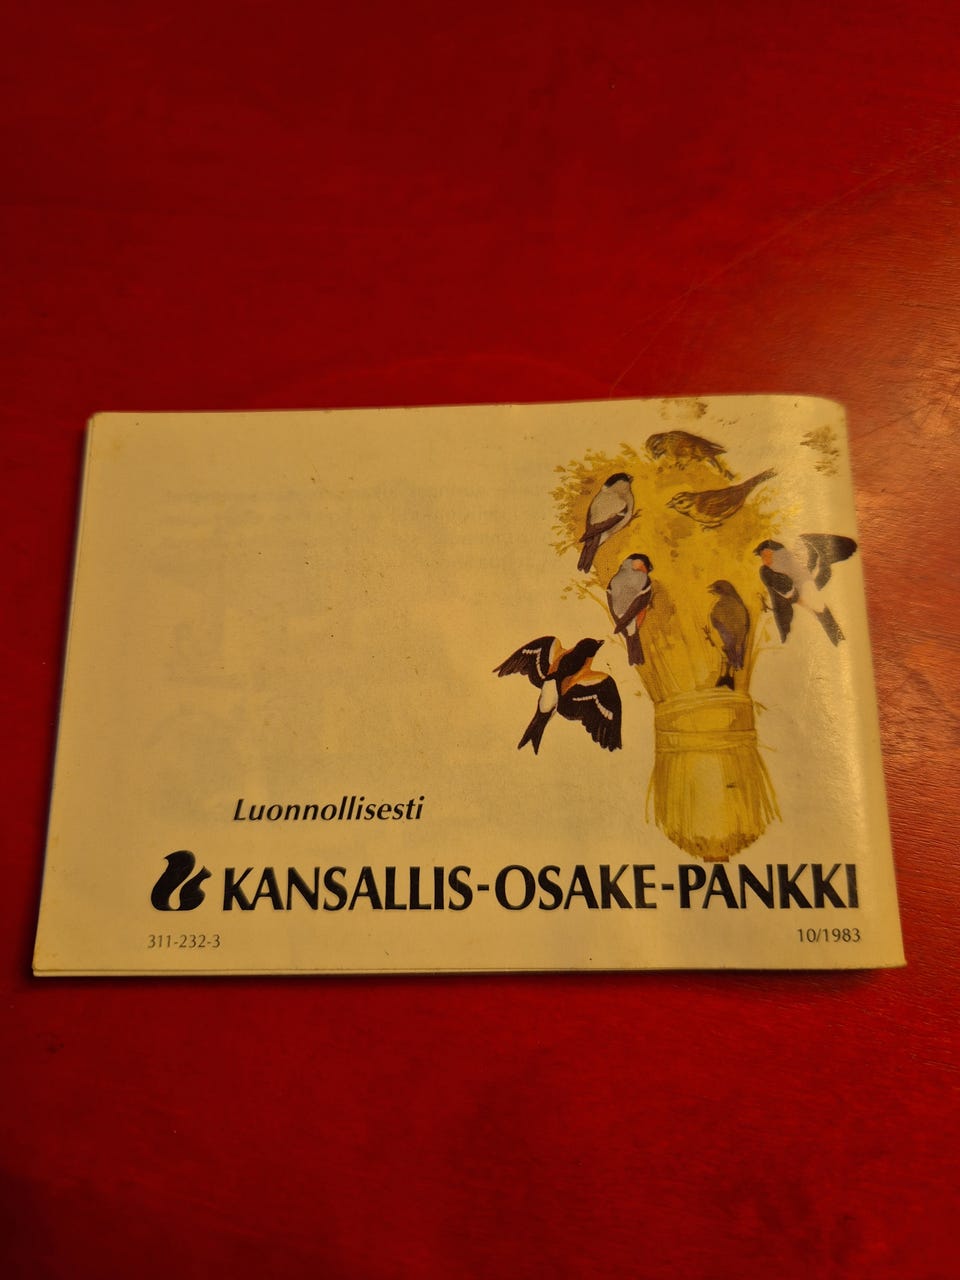 Luonnollisesti
KANSALLIS-OSAKE-PANKKI
311-232-3
10/1983